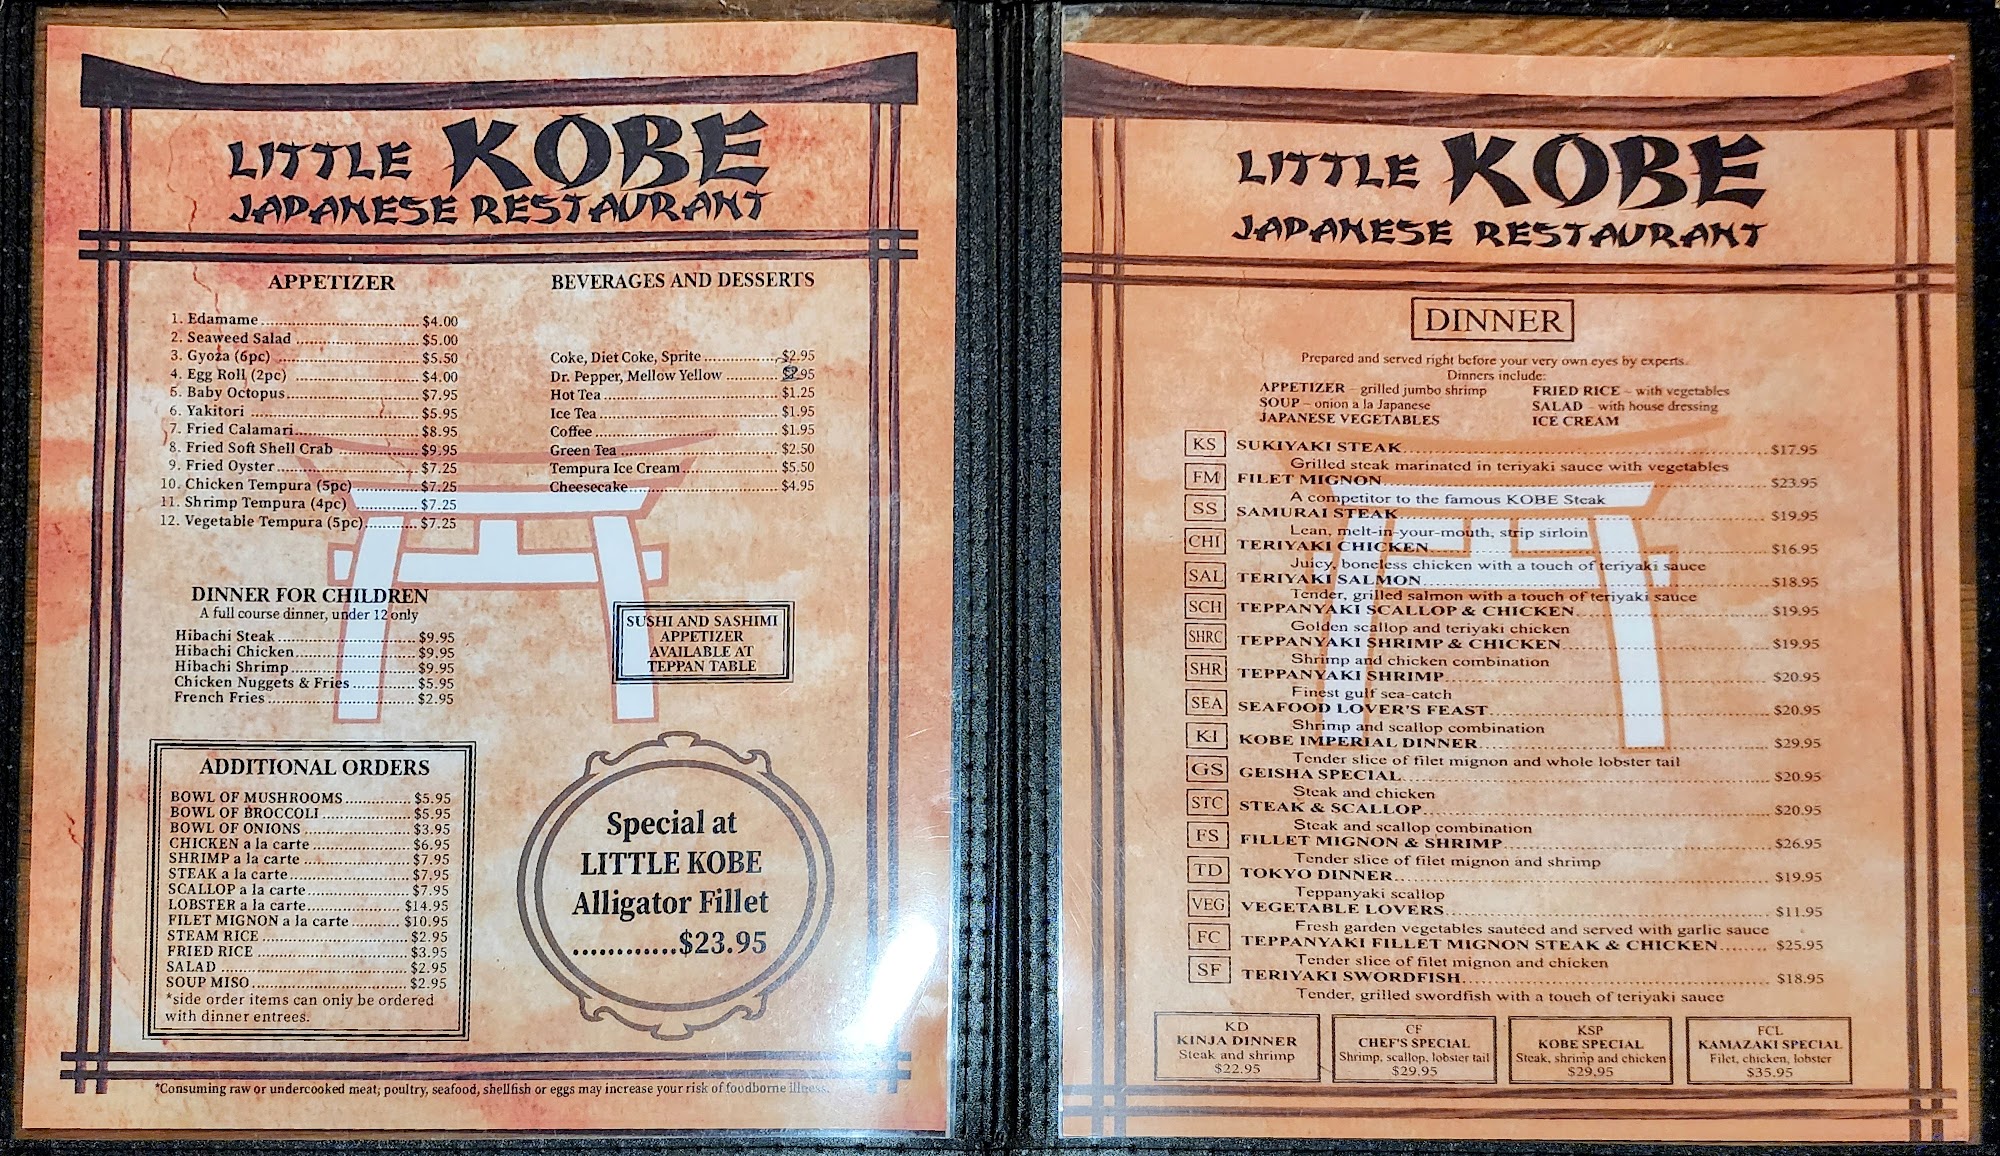 LITTLE KOBE
JAPANESE RESTAURANT
APPETIZER
1. Edamame $4.00
2. Seaweed Salad $5.00
3. Gyoza (6pc) $5.50
4. Egg Roll (2pc) $4.00
5. Baby Octopus $7.95
6. Yakitori $5.95
7. Fried Calamari $8.95
8. Fried Soft Shell Crab $9.95
9. Fried Oyster $7.25
10. Chicken Tempura (5pc) $7.25
11. Shrimp Tempura (4pc) $7.25
12. Vegetable Tempura (5pc) $7.25
BEVERAGES AND DESSERTS
Coke, Diet Coke, Sprite $2.95
Dr. Pepper, Mellow Yellow $2.95
Hot Tea $1.25
Ice Tea $1.95
Coffee $1.95
Green Tea $2.50
Tempura Ice Cream $5.50
Cheesecake $4.95
DINNER FOR CHILDREN
A full course dinner, under 12 only
Hibachi Steak $9.95
Hibachi Chicken $9.95
Hibachi Shrimp $9.95
Chicken Nuggets & Fries $5.95
French Fries $2.95
SUSHI AND SASHIMI
APPETIZER
AVAILABLE AT
TEPPAN TABLE
ADDITIONAL ORDERS
BOWL OF MUSHROOMS $5.95
BOWL OF BROCCOLI $5.95
BOWL OF ONIONS $3.95
CHICKEN a la carte $6.95
SHRIMP a la carte $7.95
STEAK a la carte $7.95
SCALLOP a la carte $7.95
LOBSTER a la carte $14.95
FILET MIGNON a la carte $10.95
STEAM RICE $2.95
FRIED RICE $3.95
SALAD $2.95
SOUP MISO $2.95
*side order items can only be ordered
with dinner entrees.
Special at
LITTLE KOBE
Alligator Fillet
............$23.95
*Consuming raw or undercooked meat; poultry, seafood, shellfish or eggs may increase your risk of foodborne illness.
LITTLE KOBE
JAPANESE RESTAURANT
DINNER
Prepared and served right before your very own eyes by experts.
Dinners include:
APPETIZER – grilled jumbo shrimp
SOUP – onion a la Japanese
JAPANESE VEGETABLES
FRIED RICE – with vegetables
SALAD – with house dressing
ICE CREAM
KS SUKIYAKI STEAK $17.95
Grilled steak marinated in teriyaki sauce with vegetables
FM FILET MIGNON $23.95
A competitor to the famous KOBE Steak
SS SAMURAI STEAK $19.95
Lean, melt-in-your-mouth, strip sirloin
CHI TERIYAKI CHICKEN $16.95
Juicy, boneless chicken with a touch of teriyaki sauce
SAL TERIYAKI SALMON $18.95
Tender, grilled salmon with a touch of teriyaki sauce
SCH TEPPANYAKI SCALLOP & CHICKEN $19.95
Golden scallop and teriyaki chicken
SHRC TEPPANYAKI SHRIMP & CHICKEN $19.95
Shrimp and chicken combination
SHR TEPPANYAKI SHRIMP $20.95
Finest gulf sea-catch
SEA SEAFOOD LOVER'S FEAST $20.95
Shrimp and scallop combination
KI KOBE IMPERIAL DINNER $29.95
Tender slice of filet mignon and whole lobster tail
GS GEISHA SPECIAL $20.95
Steak and chicken
STC STEAK & SCALLOP $20.95
Steak and scallop combination
FS FILLET MIGNON & SHRIMP $26.95
Tender slice of filet mignon and shrimp
TD TOKYO DINNER $19.95
Teppanyaki scallop
VEG VEGETABLE LOVERS $11.95
Fresh garden vegetables sauteed and served with garlic sauce
FC TEPPANYAKI FILLET MIGNON STEAK & CHICKEN $25.95
Tender slice of filet mignon and chicken
SF TERIYAKI SWORDFISH $18.95
Tender, grilled swordfish with a touch of teriyaki sauce
KD
KINJA DINNER
Steak and shrimp
$22.95
CF
CHEF'S SPECIAL
Shrimp, scallop, lobster tail
$29.95
KSP
KOBE SPECIAL
Steak, shrimp and chicken
$29.95
FCL
KAMAZAKI SPECIAL
Filet, chicken, lobster
$35.95